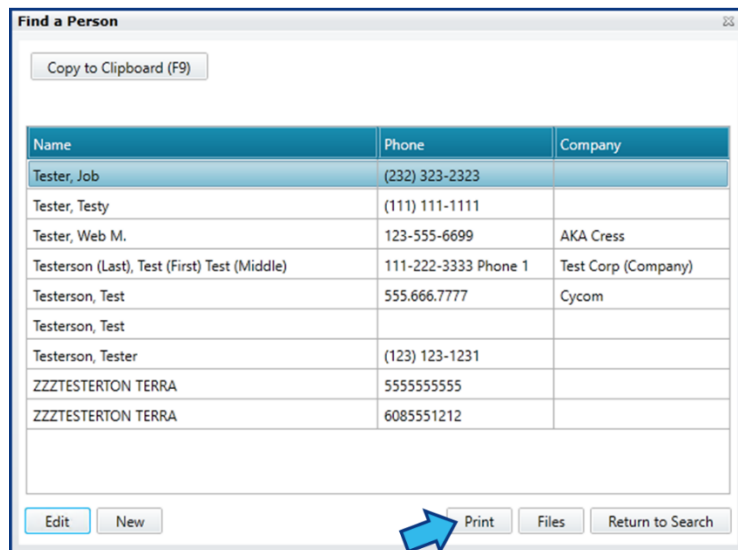 Find a Person
Copy to Clipboard (F9)
Name Phone Company
Tester, Job (232) 323-2323
Tester, Testy (111) 111-1111
Tester, Web M. 123-555-6699 AKA Cress
Testerson (Last), Test (First) Test (Middle) 111-222-3333 Phone 1 Test Corp (Company)
Testerson, Test 555.666.7777 Cycom
Testerson, Test
Testerson, Tester (123) 123-1231
ZZZTESTERTON TERRA 5555555555
ZZZTESTERTON TERRA 6085551212
Edit New Print Files Return to Search